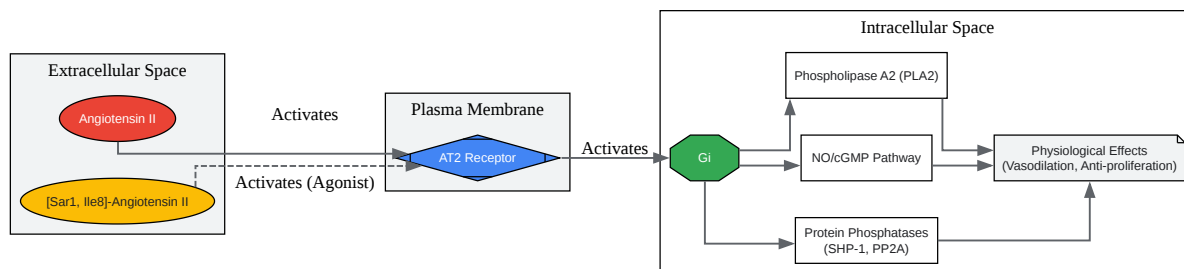 Extracellular Space
Angiotensin II
[Sar1, Ile8]-Angiotensin II
Activates
Activates (Agonist)
Plasma Membrane
AT2 Receptor
Activates
Intracellular Space
Gi
Phospholipase A2 (PLA2)
NO/cGMP Pathway
Protein Phosphatases
(SHP-1, PP2A)
Physiological Effects
(Vasodilation, Anti-proliferation)